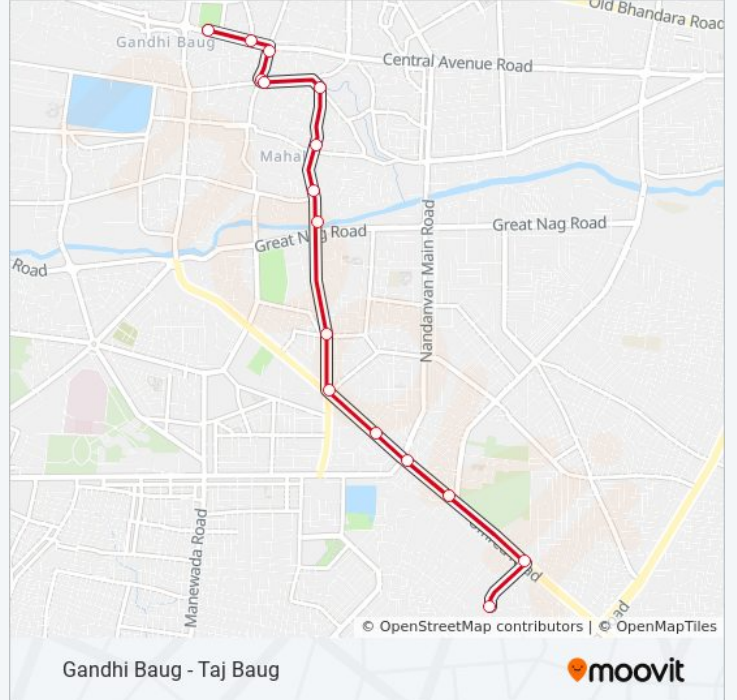 Old Bhandara Road
Gandhi Baug
Central Avenue Road
Mahal
Nandanvan Main Road
Great Nag Road
Great Nag Road
Road
Manewada Road
Road
© OpenStreetMap contributors | © OpenMapTiles
Gandhi Baug - Taj Baug
moovit